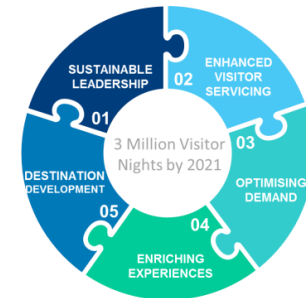 SUSTAINABLE
LEADERSHIP
01
02
ENHANCED
VISITOR
SERVICING
03
OPTIMISING
DEMAND
04
ENRICHING
EXPERIENCES
05
DESTINATION
DEVELOPMENT
3 Million Visitor
Nights by 2021